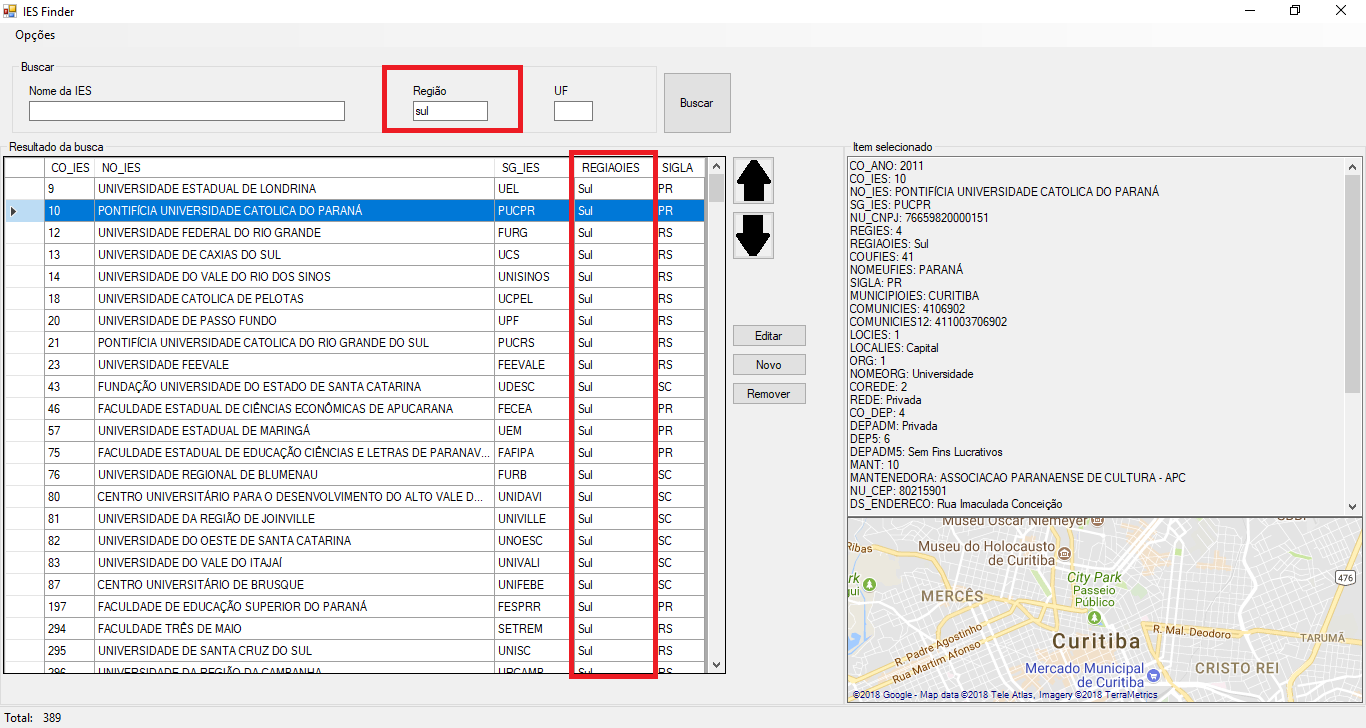 IES Finder
Opções
Buscar
Nome da IES
Região
UF
sul
Buscar
Resultado da busca
CO_IES NO_IES SG_IES REGIAOIES SIGLA
9 UNIVERSIDADE ESTADUAL DE LONDRINA UEL Sul PR
10 PONTIFÍCIA UNIVERSIDADE CATOLICA DO PARANÁ PUCPR Sul PR
12 UNIVERSIDADE FEDERAL DO RIO GRANDE FURG Sul RS
13 UNIVERSIDADE DE CAXIAS DO SUL UCS Sul RS
14 UNIVERSIDADE DO VALE DO RIO DOS SINOS UNISINOS Sul RS
18 UNIVERSIDADE CATOLICA DE PELOTAS UCPEL Sul RS
20 UNIVERSIDADE DE PASSO FUNDO UPF Sul RS
21 PONTIFÍCIA UNIVERSIDADE CATOLICA DO RIO GRANDE DO SUL PUCRS Sul RS
23 UNIVERSIDADE FEEVALE FEEVALE Sul RS
43 FUNDAÇÃO UNIVERSIDADE DO ESTADO DE SANTA CATARINA UDESC Sul SC
46 FACULDADE ESTADUAL DE CIÊNCIAS ECONÔMICAS DE APUCARANA FECEA Sul PR
57 UNIVERSIDADE ESTADUAL DE MARINGÁ UEM Sul PR
75 FACULDADE ESTADUAL DE EDUCAÇÃO CIÊNCIAS E LETRAS DE PARANAV... FAFIPA Sul PR
76 UNIVERSIDADE REGIONAL DE BLUMENAU FURB Sul SC
80 CENTRO UNIVERSITÁRIO PARA O DESENVOLVIMENTO DO ALTO VALE D... UNIDAVI Sul SC
81 UNIVERSIDADE DA REGIÃO DE JOINVILLE UNIVILLE Sul SC
82 UNIVERSIDADE DO OESTE DE SANTA CATARINA UNOESC Sul SC
83 UNIVERSIDADE DO VALE DO ITAJAÍ UNIVALI Sul SC
87 CENTRO UNIVERSITÁRIO DE BRUSQUE UNIFEBE Sul SC
197 FACULDADE DE EDUCAÇÃO SUPERIOR DO PARANÁ FESPRR Sul PR
294 FACULDADE TRÊS DE MAIO SETREM Sul RS
295 UNIVERSIDADE DE SANTA CRUZ DO SUL UNISC Sul RS
296 UNIVERSIDADE DA REGIÃO DA CAMPANHA URCAMP Sul RS
Editar
Novo
Remover
Item selecionado
CO_ANO: 2011
CO_IES: 10
NO_IES: PONTIFÍCIA UNIVERSIDADE CATOLICA DO PARANÁ
SG_IES: PUCPR
NU_CNPJ: 76659820000151
REGIES: 4
REGIAOIES: Sul
COUFIES: 41
NOMEUFIES: PARANÁ
SIGLA: PR
MUNICIPIOIES: CURITIBA
COMUNICIES: 4106902
COMUNICIES12: 411003706902
LOCIES: 1
LOCALIES: Capital
ORG: 1
NOMEORG: Universidade
COREDE: 2
REDE: Privada
CO_DEP: 4
DEPADM: Privada
DEP5: 6
DEPADM5: Sem Fins Lucrativos
MANT: 10
MANTENEDORA: ASSOCIACAO PARANAENSE DE CULTURA - APC
NU_CEP: 80215901
DS_ENDERECO: Rua Imaculada Conceição
Museu Oscar Niemeyer
Ribas
Museu do Holocausto
de Curitiba
476
City Park
Passeio
Público
MERCÊS
R. Mal. Deodoro
TARUMÃ
R. Padre Agostinho
Rua Martim Afonso
Curitiba
Mercado Municipal
de Curitiba
CRISTO REI
©2018 Google - Map data ©2018 Tele Atlas, Imagery ©2018 TerraMetrics
Total: 389